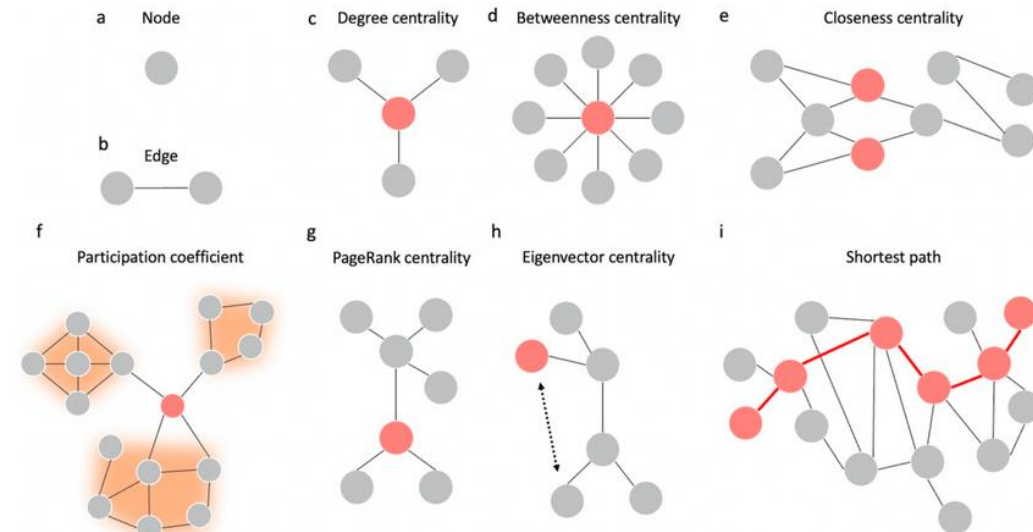 a Node
b Edge
c Degree centrality
d Betweenness centrality
e Closeness centrality
f Participation coefficient
g PageRank centrality
h Eigenvector centrality
i Shortest path